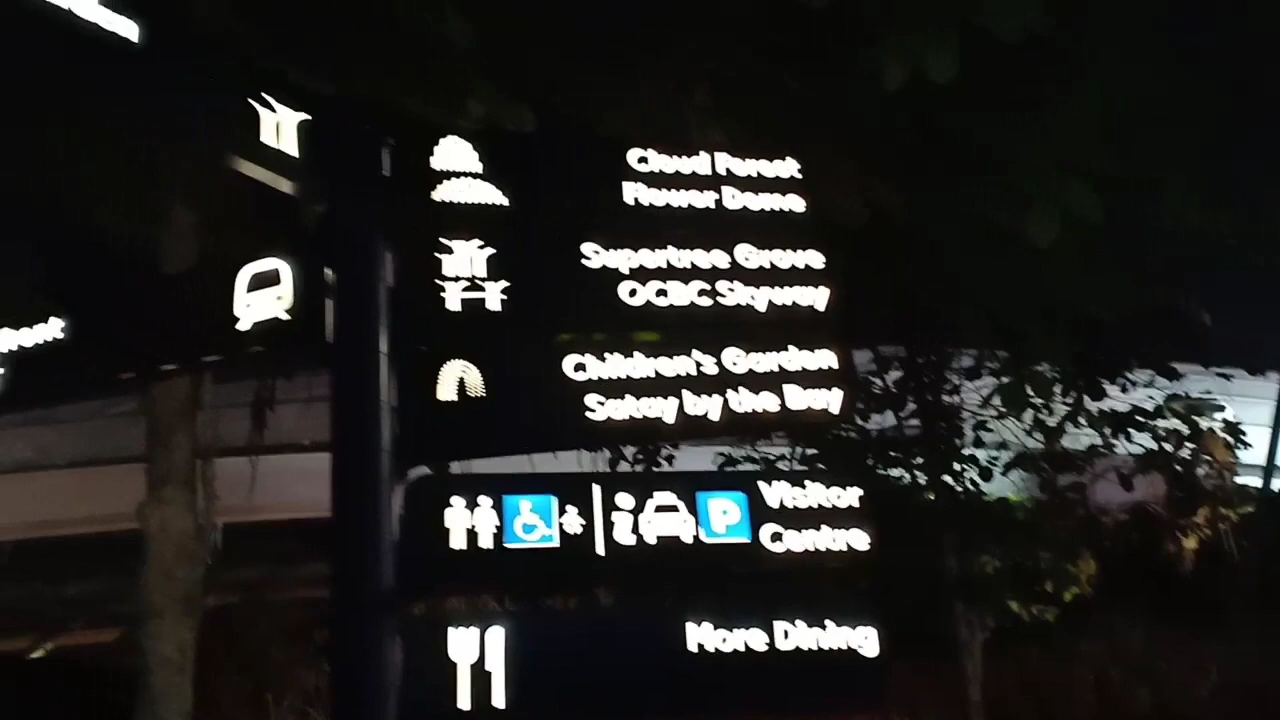 Cloud Forest
Flower Dome
Supertree Grove
OCBC Skyway
Children's Garden
Satay by the Bay
P
Visitor
Centre
More Dining